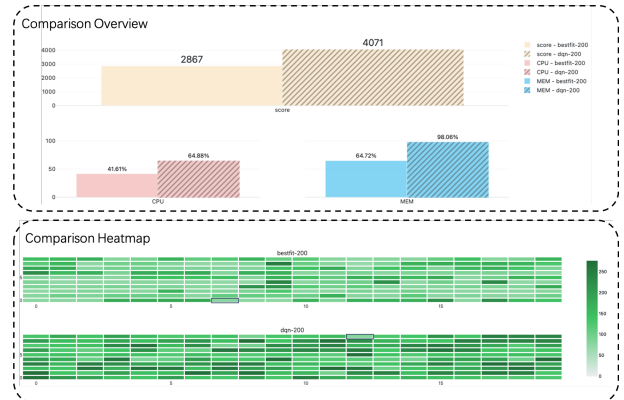 Comparison Overview
4000
3000
2000
1000
0
2867
4071
score
score - bestfit-200
score - dqn-200
CPU - bestfit-200
CPU - dqn-200
MEM - bestfit-200
MEM - dqn-200
100
50
0
41.61%
64.88%
CPU
64.72%
98.06%
MEM
Comparison Heatmap
bestfit-200
5
0
0 5 10 15
dqn-200
5
0 5 10 15
250
200
150
100
50
0